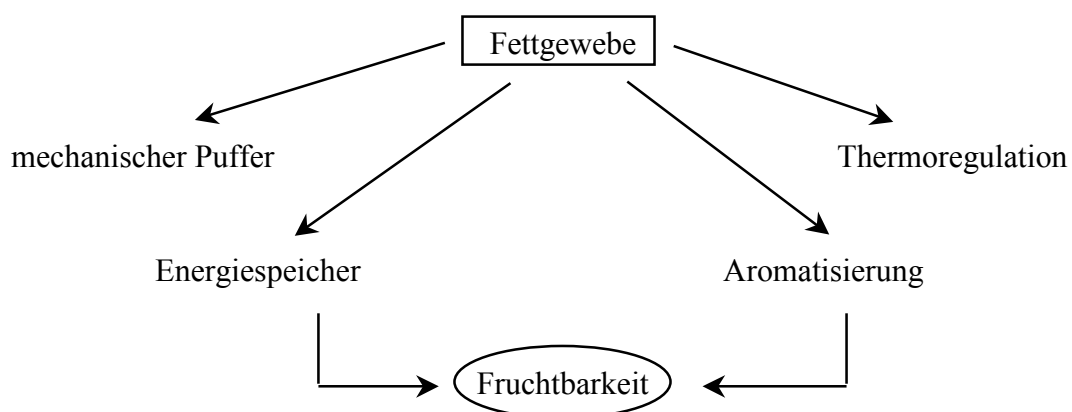 Fettgewebe
mechanischer Puffer
Thermoregulation
Energiespeicher
Aromatisierung
Fruchtbarkeit